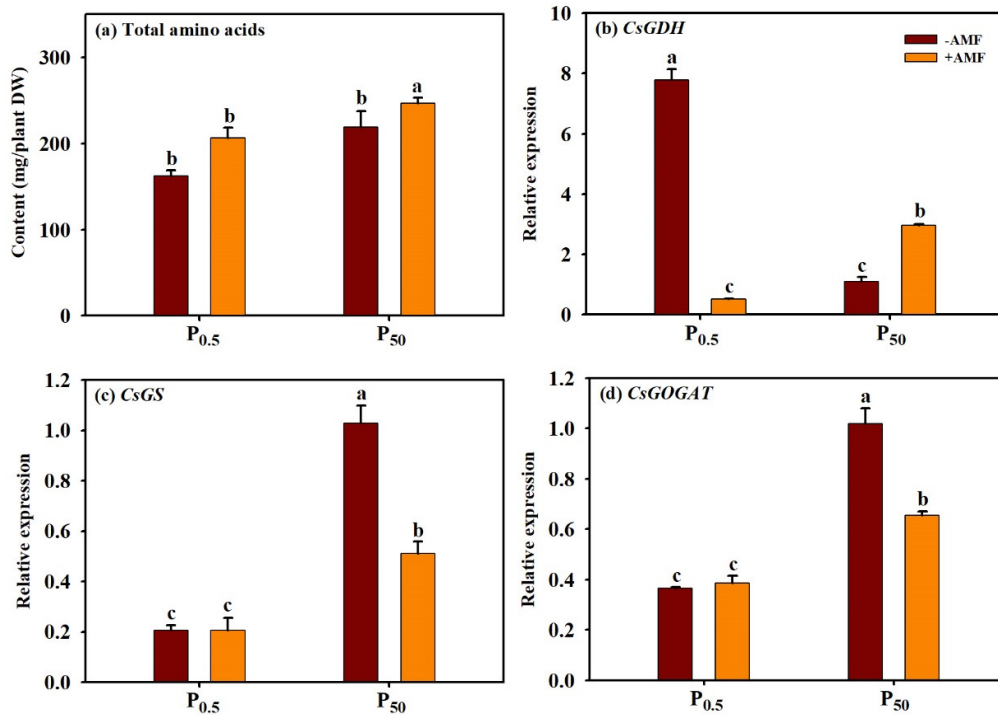 (a) Total amino acids
Content (mg/plant DW)
300
200
100
0
b
b
b
a
P0.5
P50
(b) CsGDH
-AMF
+AMF
Relative expression
8
6
4
2
0
a
c
c
b
P0.5
P50
(c) CsGS
Relative expression
1.2
1.0
0.8
0.6
0.4
0.2
0.0
c
c
a
b
P0.5
P50
(d) CsGOGAT
Relative expression
1.2
1.0
0.8
0.6
0.4
0.2
0.0
c
c
a
b
P0.5
P50